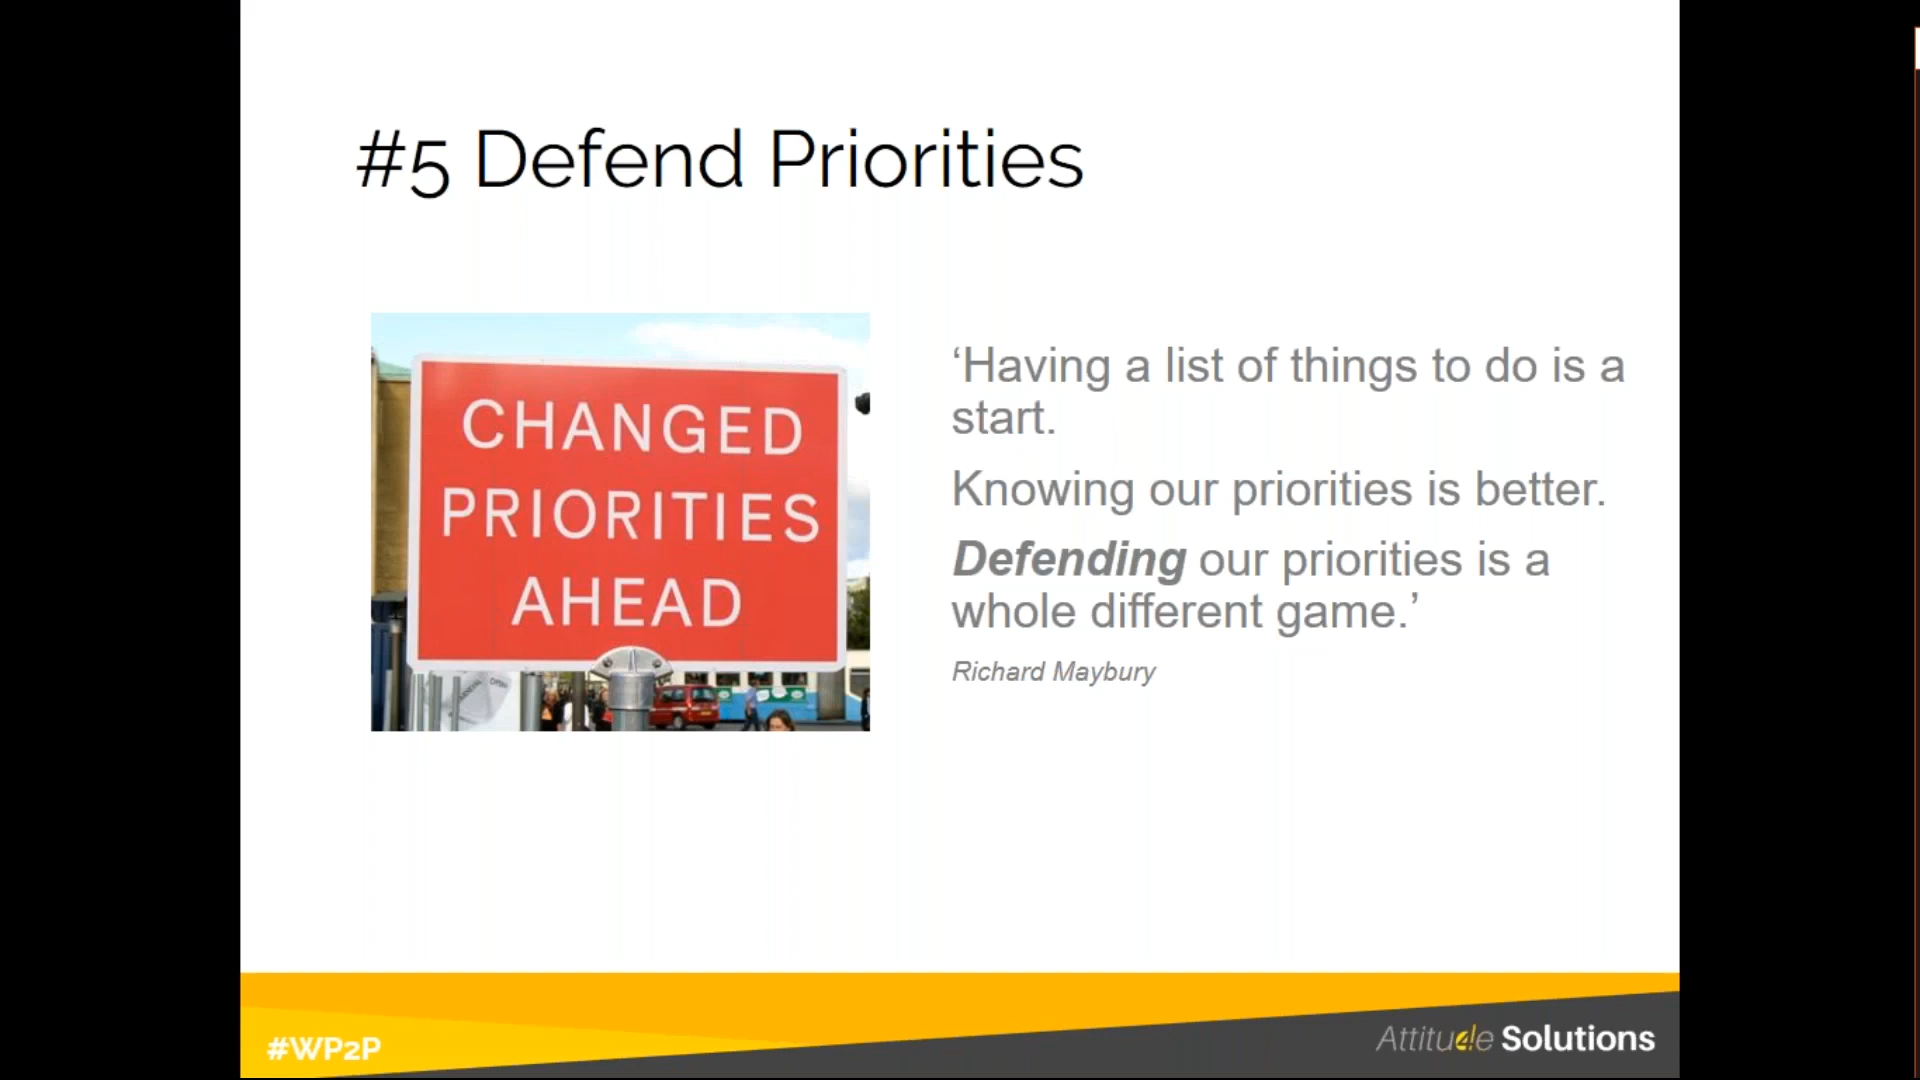 #5 Defend Priorities
CHANGED
PRIORITIES
AHEAD
‘Having a list of things to do is a
start.
Knowing our priorities is better.
Defending our priorities is a
whole different game.’
Richard Maybury
#WP2P
Attitude Solutions